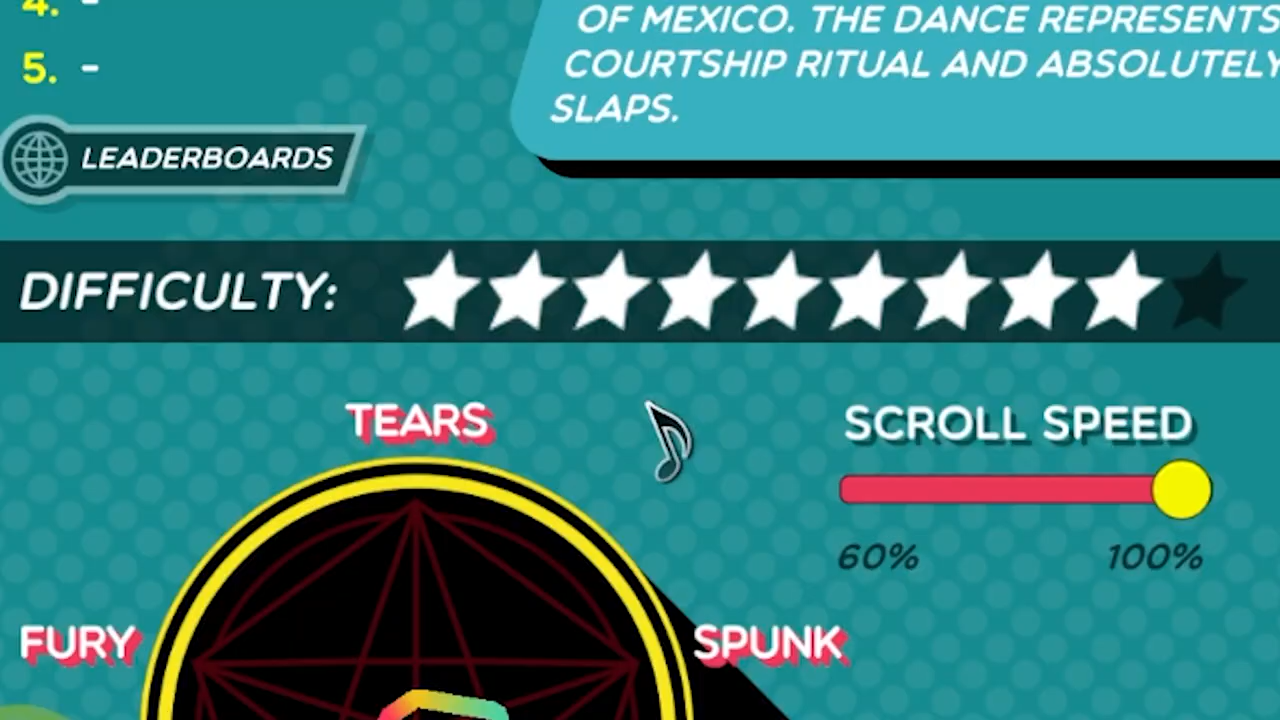 4. -
5. -
OF MEXICO. THE DANCE REPRESENTS
COURTSHIP RITUAL AND ABSOLUTELY
SLAPS.
LEADERBOARDS
DIFFICULTY:
TEARS
SCROLL SPEED
60% 100%
FURY
SPUNK